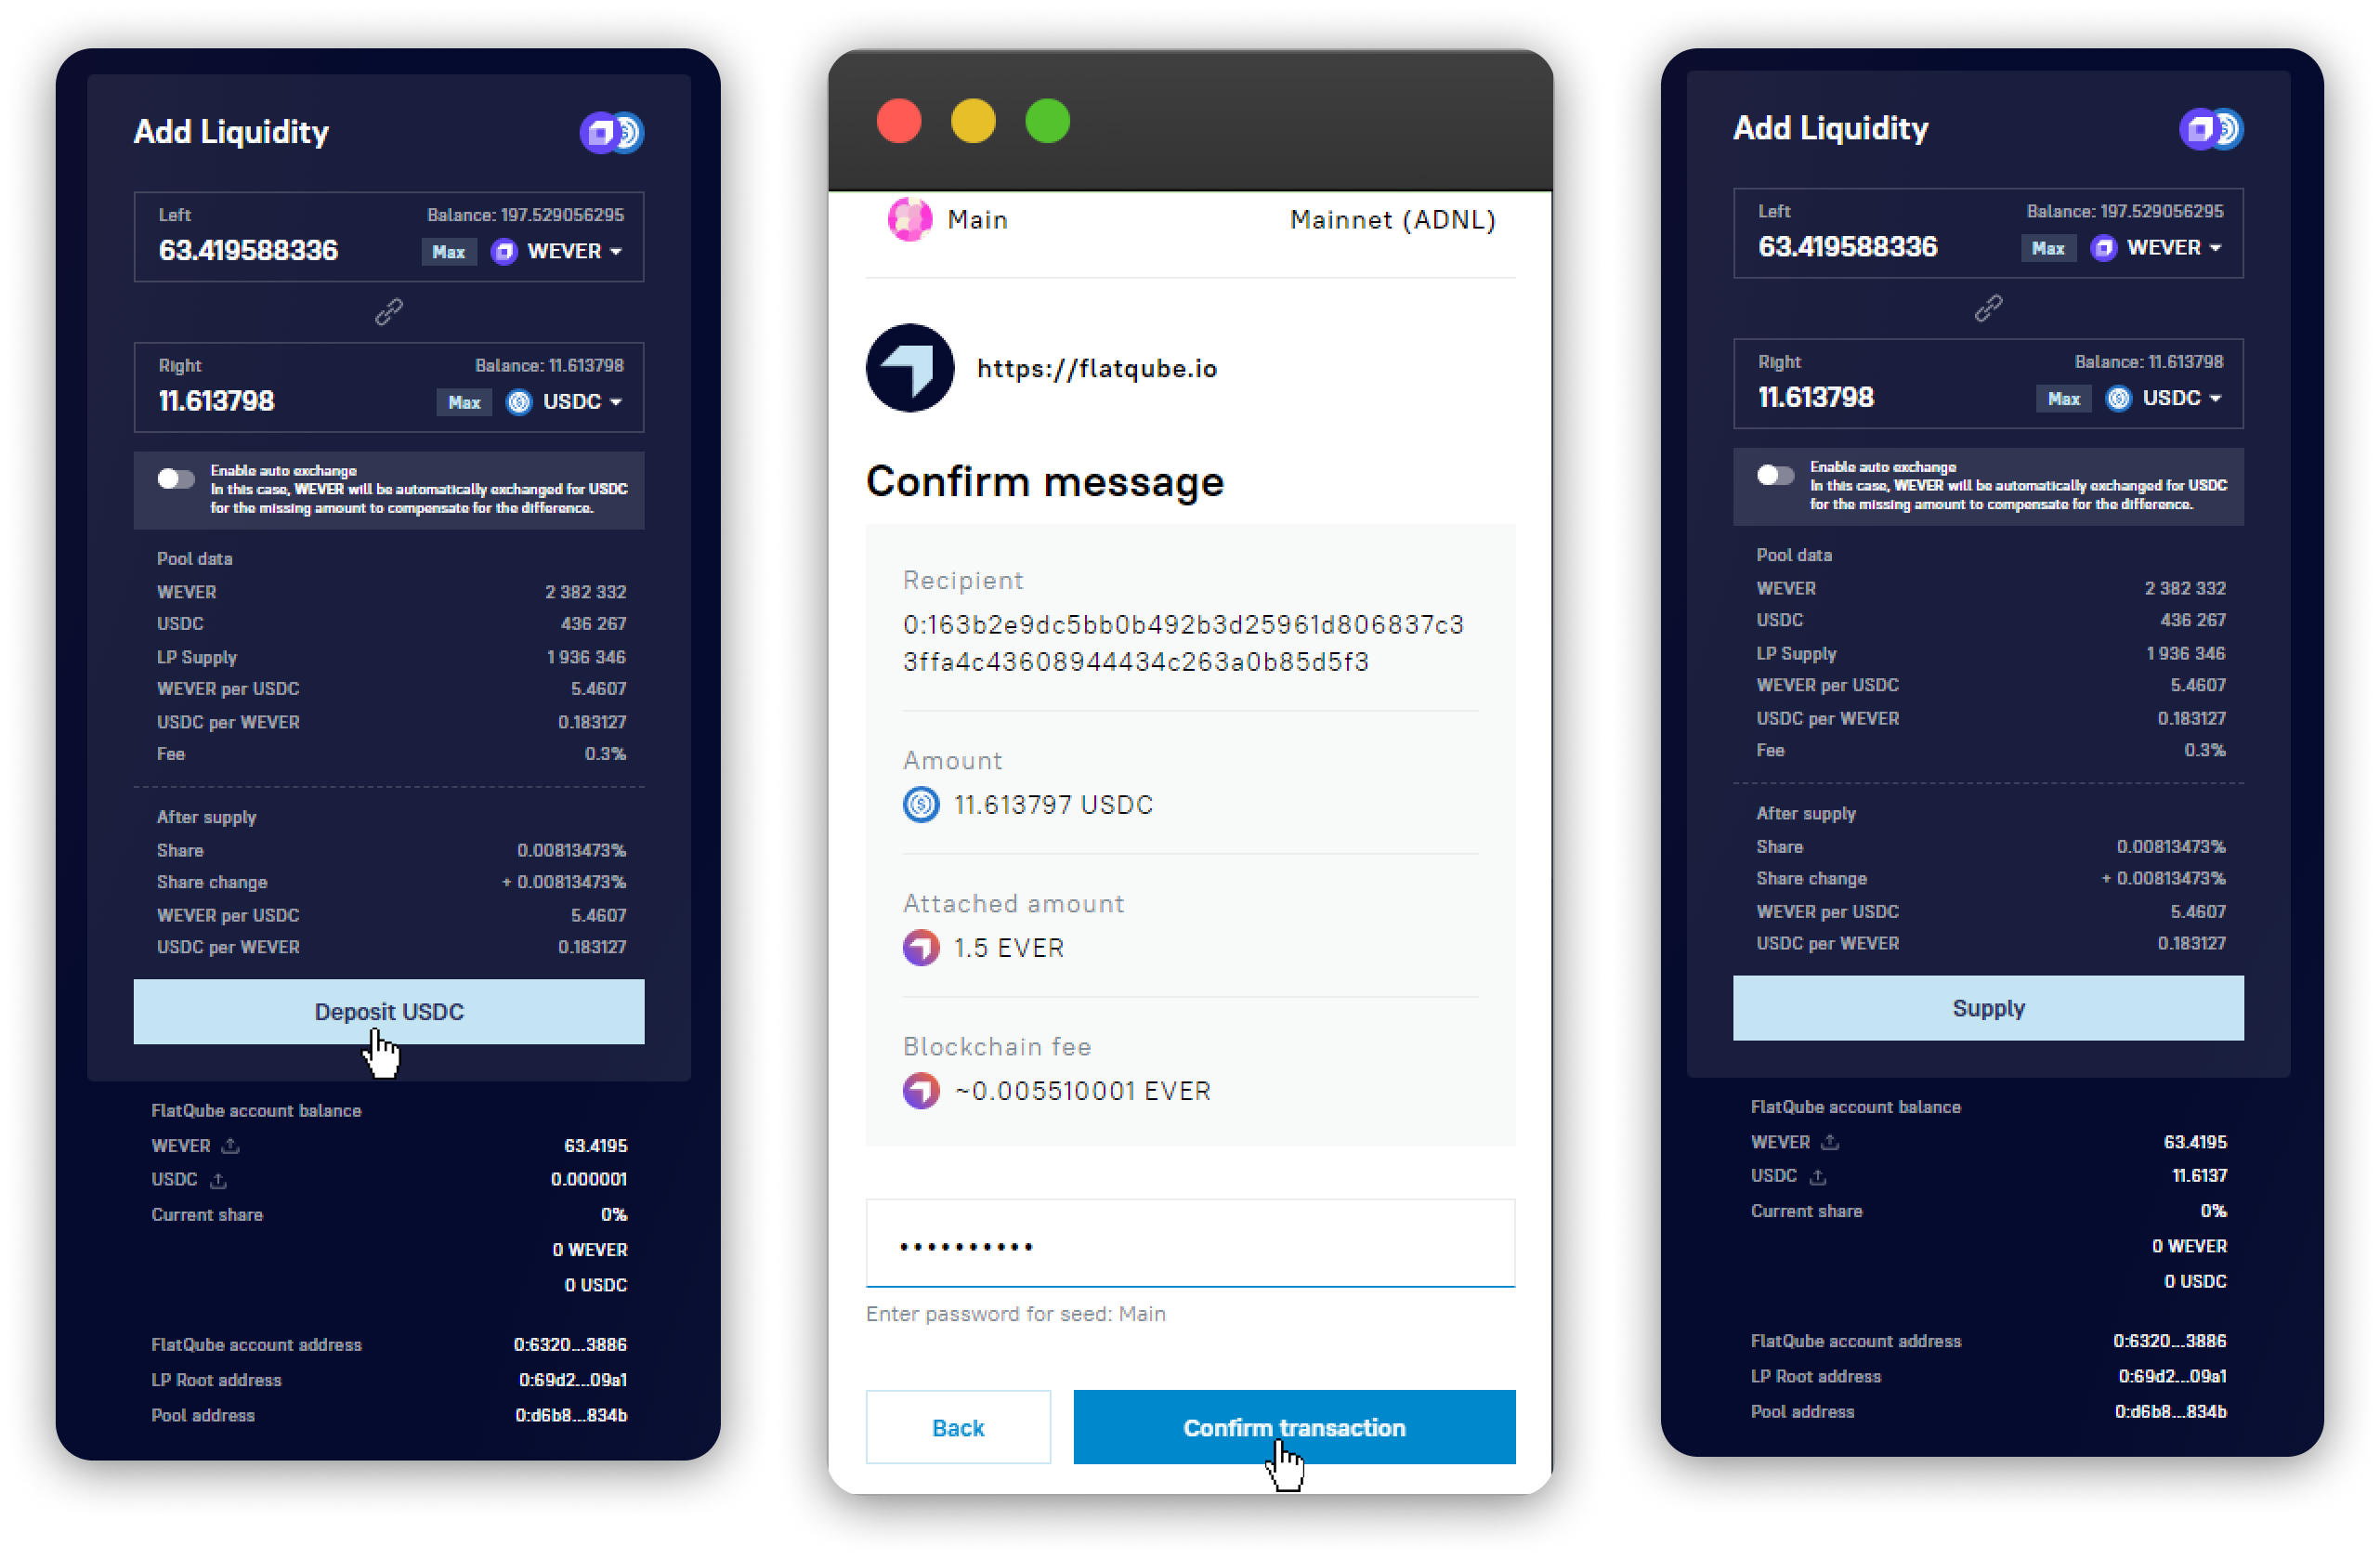 Add Liquidity
Left Balance: 197.529056295
63.419588336 Max WEVER
Right Balance: 11.613798
11.613798 Max USDC
Enable auto exchange
In this case, WEVER will be automatically exchanged for USDC
for the missing amount to compensate for the difference.
Pool data
WEVER 2 382 332
USDC 436 267
LP Supply 1 936 346
WEVER per USDC 5.4607
USDC per WEVER 0.183127
Fee 0.3%
After supply
Share 0.00813473%
Share change + 0.00813473%
WEVER per USDC 5.4607
USDC per WEVER 0.183127
Deposit USDC
FlatQube account balance
WEVER 63.4195
USDC 0.000001
Current share 0%
0 WEVER
0 USDC
FlatQube account address 0:6320...3886
LP Root address 0:69d2...09a1
Pool address 0:d6b8...834b
Main Mainnet (ADNL)
https://flatqube.io
Confirm message
Recipient
0:163b2e9dc5bb0b492b3d25961d806837c3
3ffa4c43608944434c263a0b85d5f3
Amount
11.613797 USDC
Attached amount
1.5 EVER
Blockchain fee
~0.005510001 EVER
••••••••••
Enter password for seed: Main
Back Confirm transaction
Add Liquidity
Left Balance: 197.529056295
63.419588336 Max WEVER
Right Balance: 11.613798
11.613798 Max USDC
Enable auto exchange
In this case, WEVER will be automatically exchanged for USDC
for the missing amount to compensate for the difference.
Pool data
WEVER 2 382 332
USDC 436 267
LP Supply 1 936 346
WEVER per USDC 5.4607
USDC per WEVER 0.183127
Fee 0.3%
After supply
Share 0.00813473%
Share change + 0.00813473%
WEVER per USDC 5.4607
USDC per WEVER 0.183127
Supply
FlatQube account balance
WEVER 63.4195
USDC 11.6137
Current share 0%
0 WEVER
0 USDC
FlatQube account address 0:6320...3886
LP Root address 0:69d2...09a1
Pool address 0:d6b8...834b